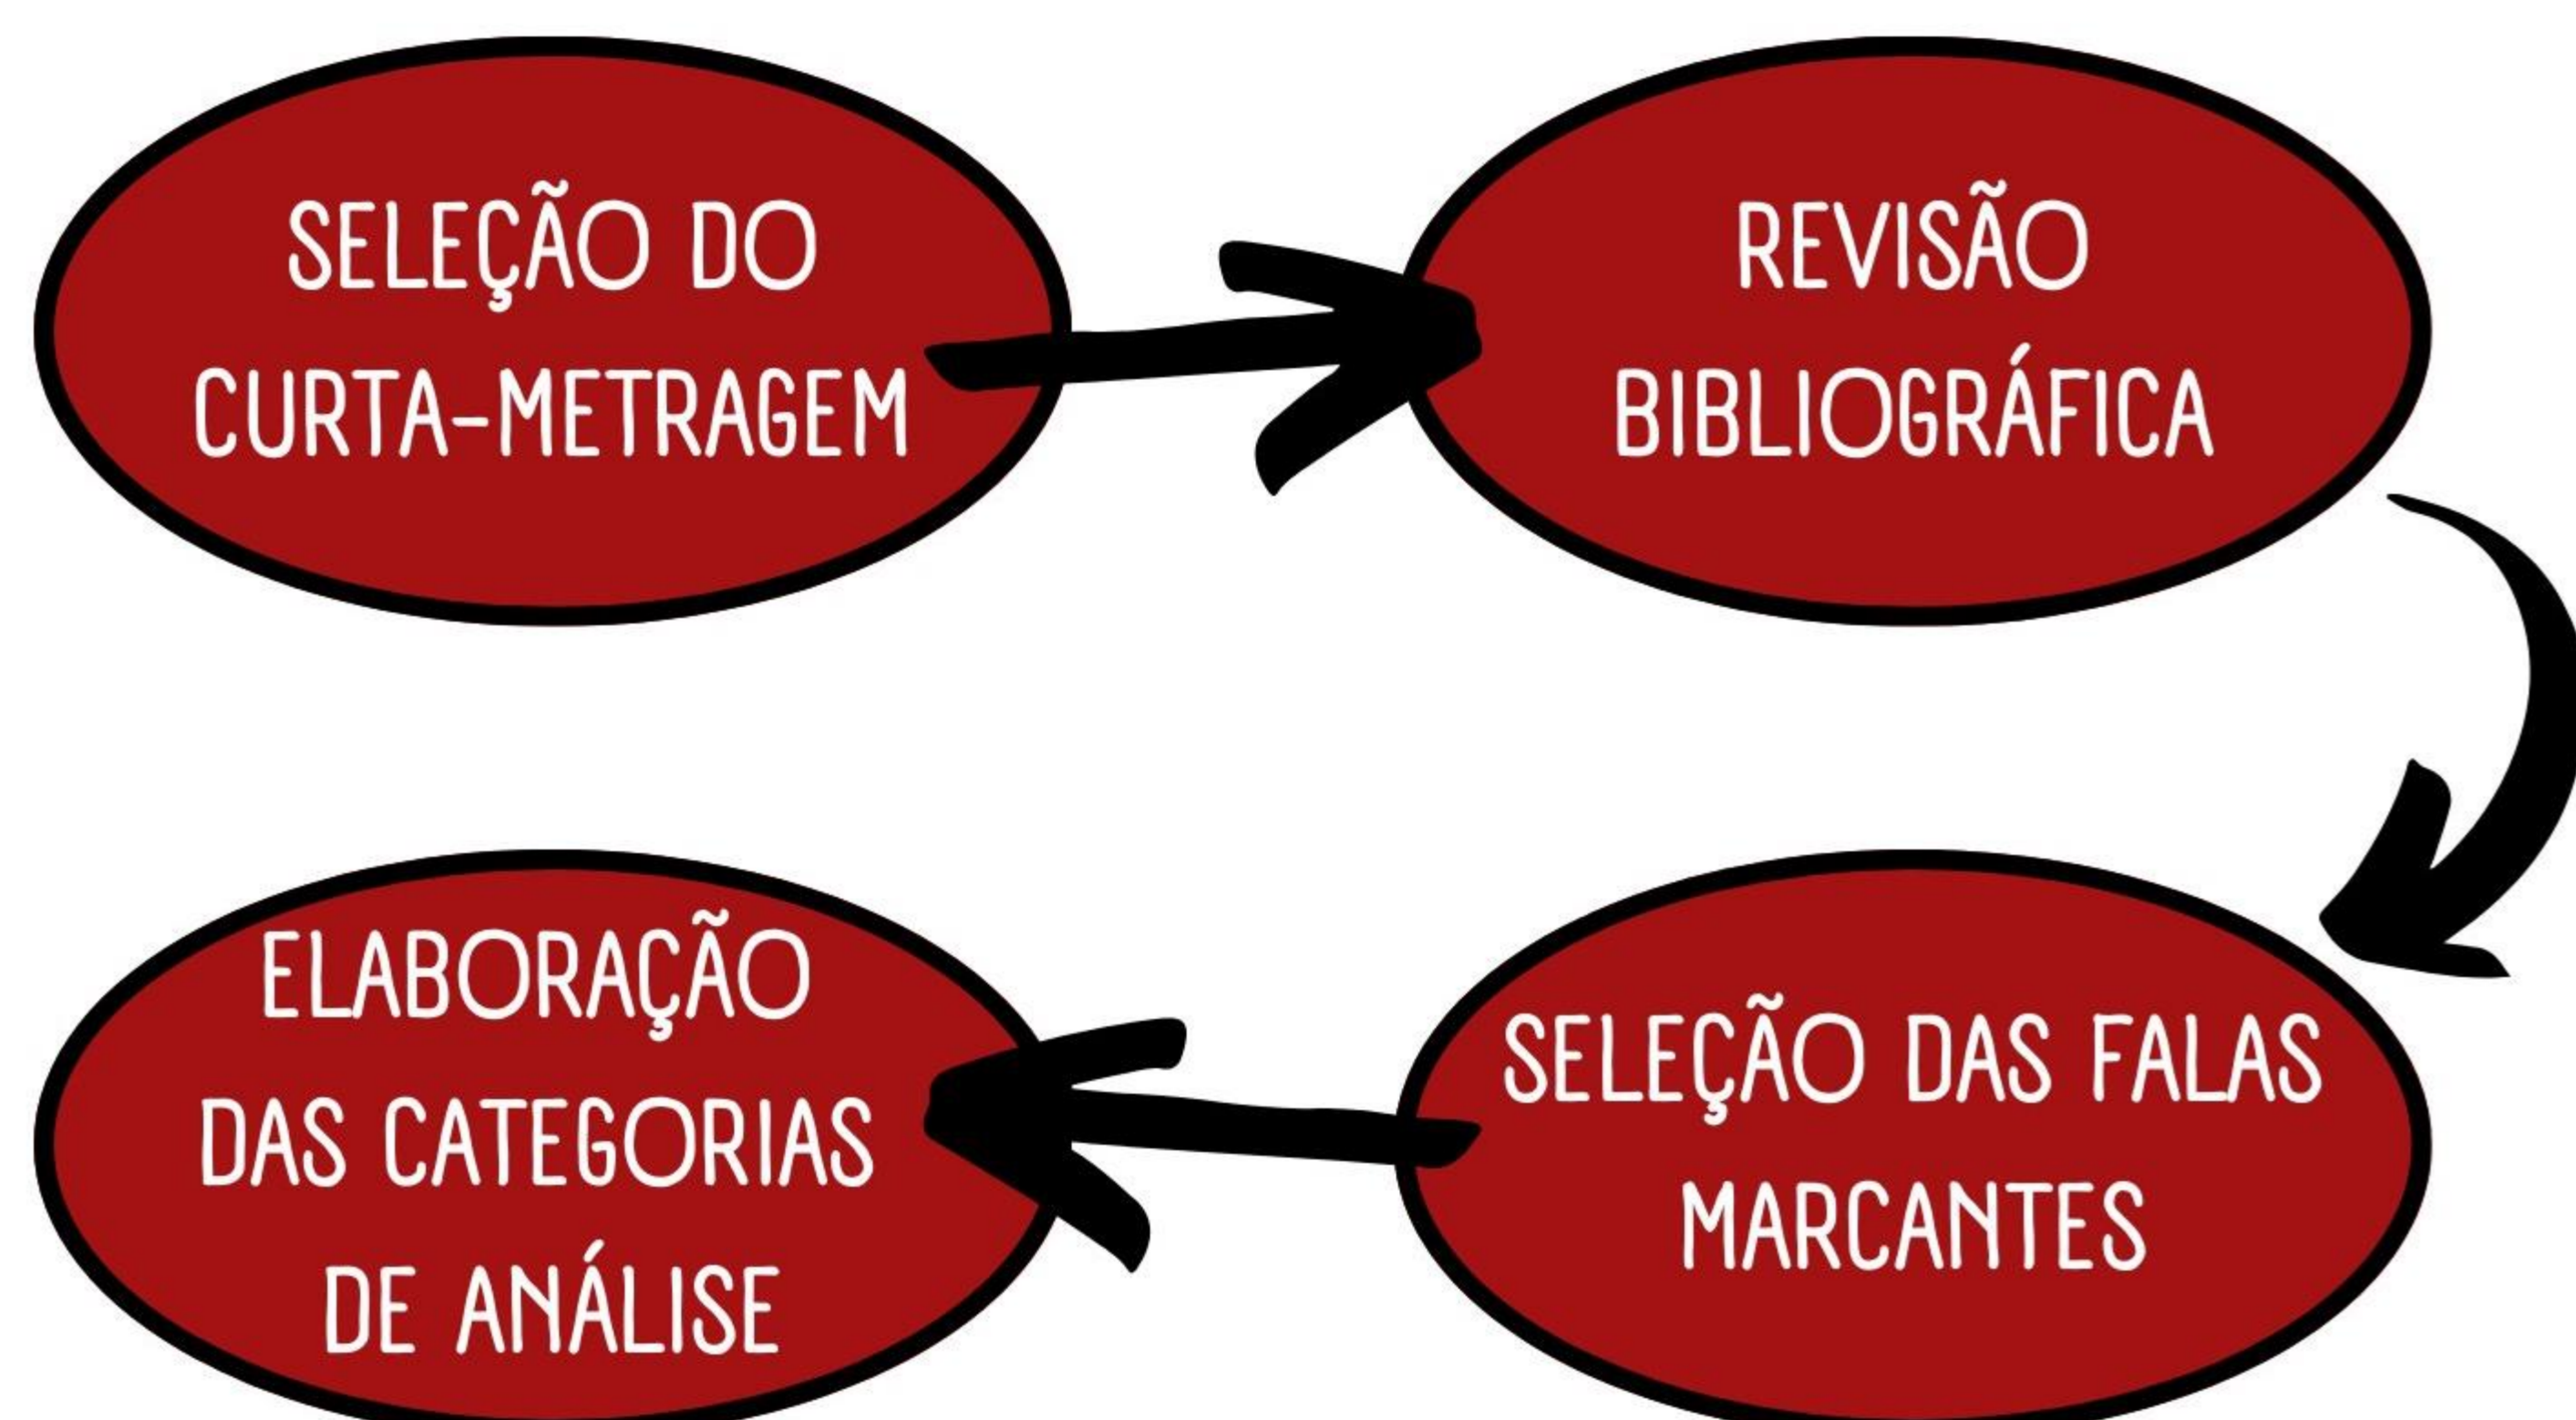 SELEÇÃO DO
CURTA-METRAGEM
REVISÃO
BIBLIOGRÁFICA
SELEÇÃO DAS FALAS
MARCANTES
ELABORAÇÃO
DAS CATEGORIAS
DE ANÁLISE